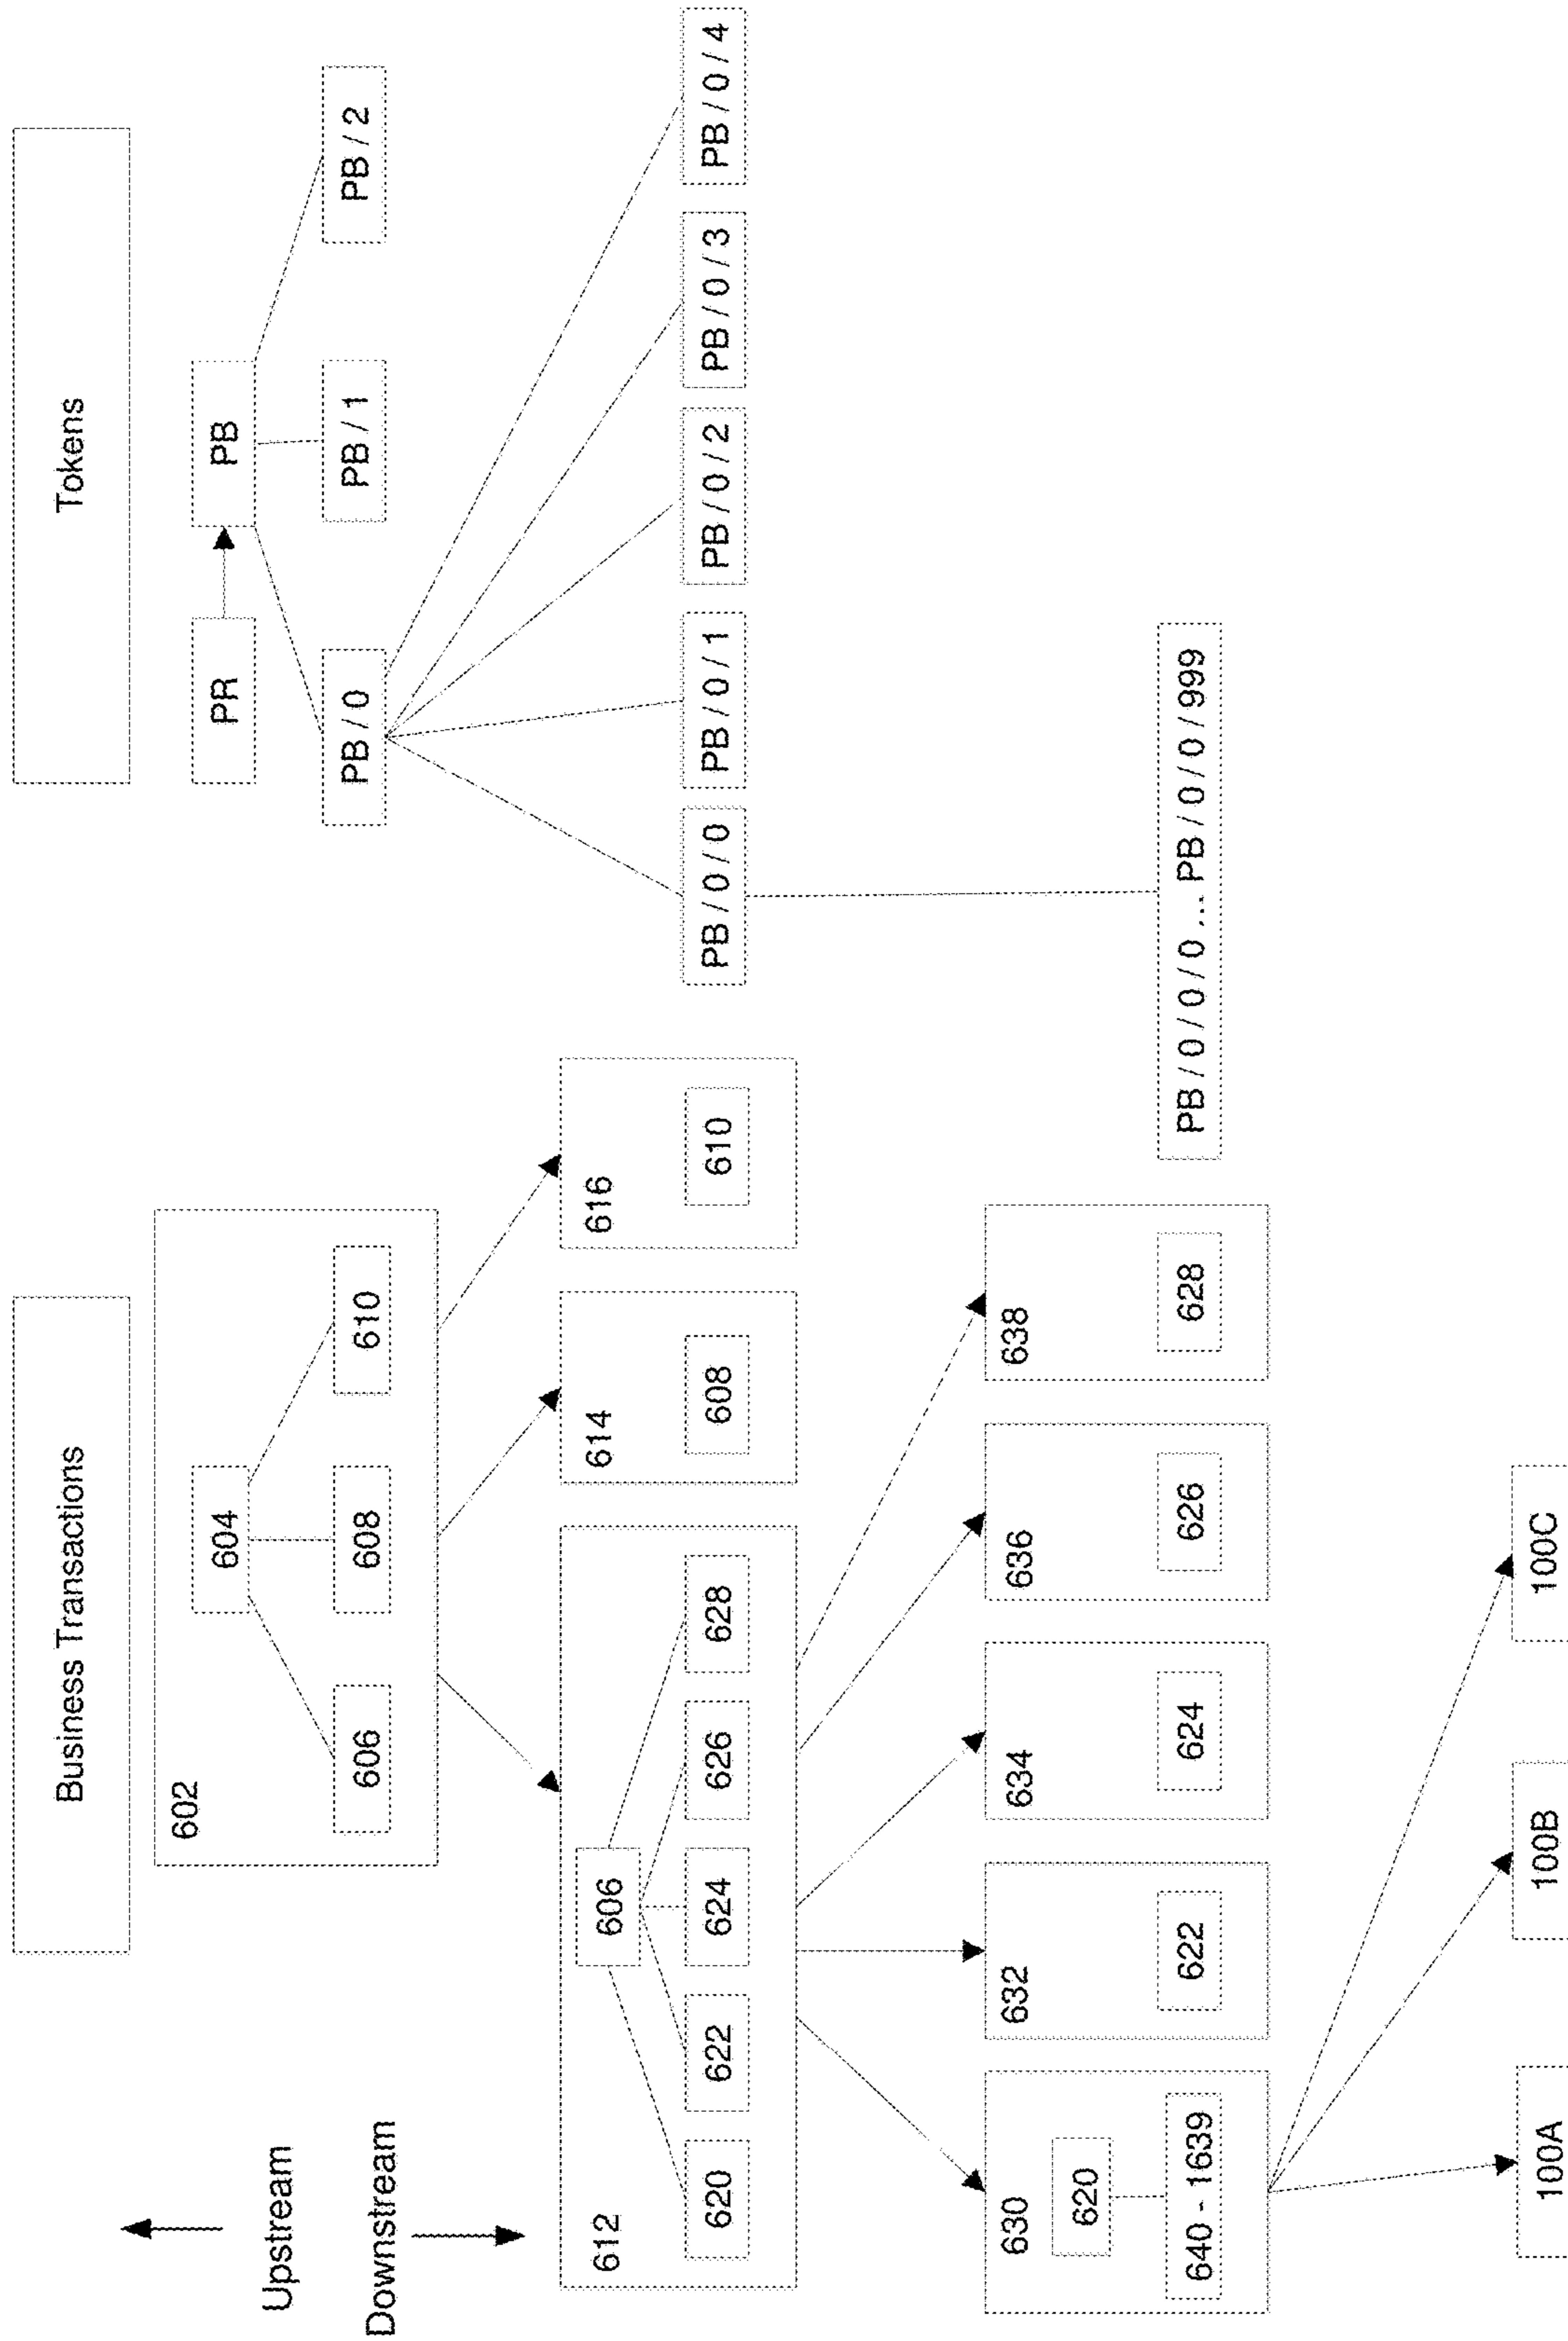 Business Transactions
Tokens
Upstream
Downstream
602
604
606
608
610
PR
PB
PB / 0
PB / 1
PB / 2
612
606
620
622
624
626
628
614
608
616
610
PB / 0 / 0
PB / 0 / 1
PB / 0 / 2
PB / 0 / 3
PB / 0 / 4
630
620
640 - 1639
632
622
634
624
636
626
638
628
PB / 0 / 0 / 0 ... PB / 0 / 0 / 999
100A
100B
100C